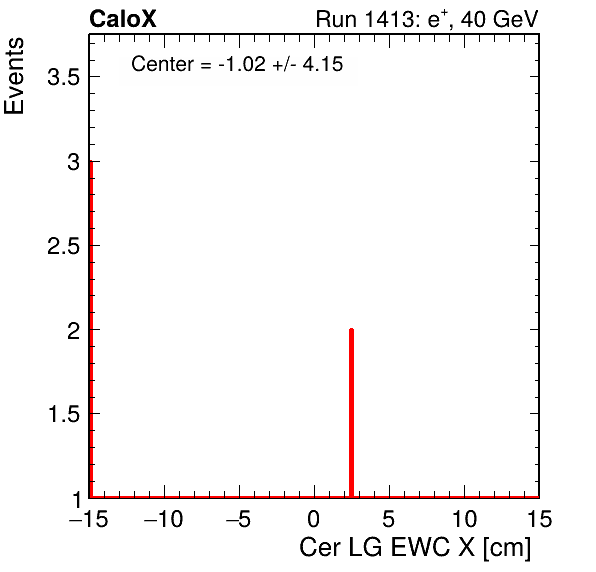 CaloX Run 1413: e⁺, 40 GeV
Events
Center = -1.02 +/- 4.15
3.5
3
2.5
2
1.5
1
−15 −10 −5 0 5 10 15
Cer LG EWC X [cm]